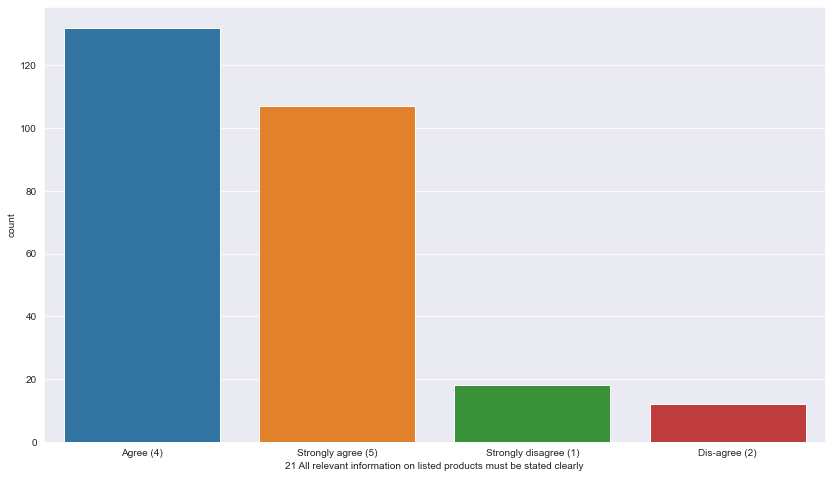 120
100
80
60
40
20
0
count
Agree (4) Strongly agree (5) Strongly disagree (1) Dis-agree (2)
21 All relevant information on listed products must be stated clearly